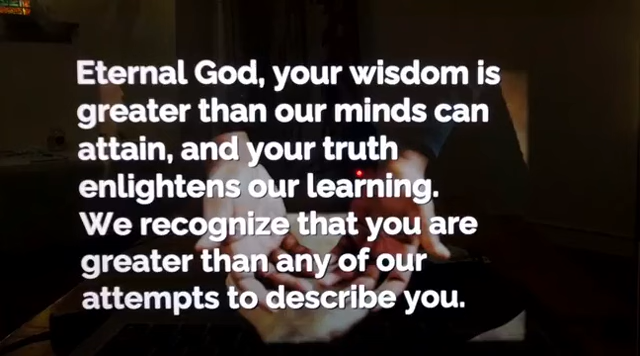 Eternal God, your wisdom is
greater than our minds can
attain, and your truth
enlightens our learning.
We recognize that you are
greater than any of our
attempts to describe you.